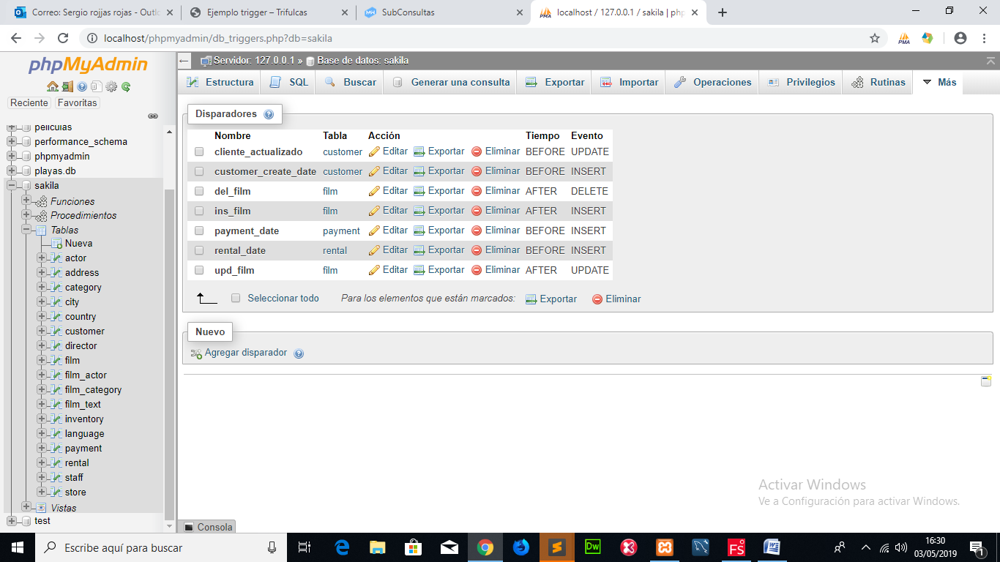 Correo: Sergio rojjas rojas - Outlo
Ejemplo trigger – Trifulcas
SubConsultas
localhost / 127.0.0.1 / sakila | php
localhost/phpmyadmin/db_triggers.php?db=sakila
PMA
phpMyAdmin
Reciente Favoritas
peliculas
performance_schema
phpmyadmin
playas.db
sakila
Funciones
Procedimientos
Tablas
Nueva
actor
address
category
city
country
customer
director
film
film_actor
film_category
film_text
inventory
language
payment
rental
staff
store
Vistas
test
Servidor: 127.0.0.1 » Base de datos: sakila
Estructura SQL Buscar Generar una consulta Exportar Importar Operaciones Privilegios Rutinas Más
Disparadores
Nombre Tabla Acción Tiempo Evento
cliente_actualizado customer Editar Exportar Eliminar BEFORE UPDATE
customer_create_date customer Editar Exportar Eliminar BEFORE INSERT
del_film film Editar Exportar Eliminar AFTER DELETE
ins_film film Editar Exportar Eliminar AFTER INSERT
payment_date payment Editar Exportar Eliminar BEFORE INSERT
rental_date rental Editar Exportar Eliminar BEFORE INSERT
upd_film film Editar Exportar Eliminar AFTER UPDATE
Seleccionar todo Para los elementos que están marcados: Exportar Eliminar
Nuevo
Agregar disparador
Activar Windows
Ve a Configuración para activar Windows.
Consola
Escribe aquí para buscar
Dw
FS
16:30
03/05/2019
1